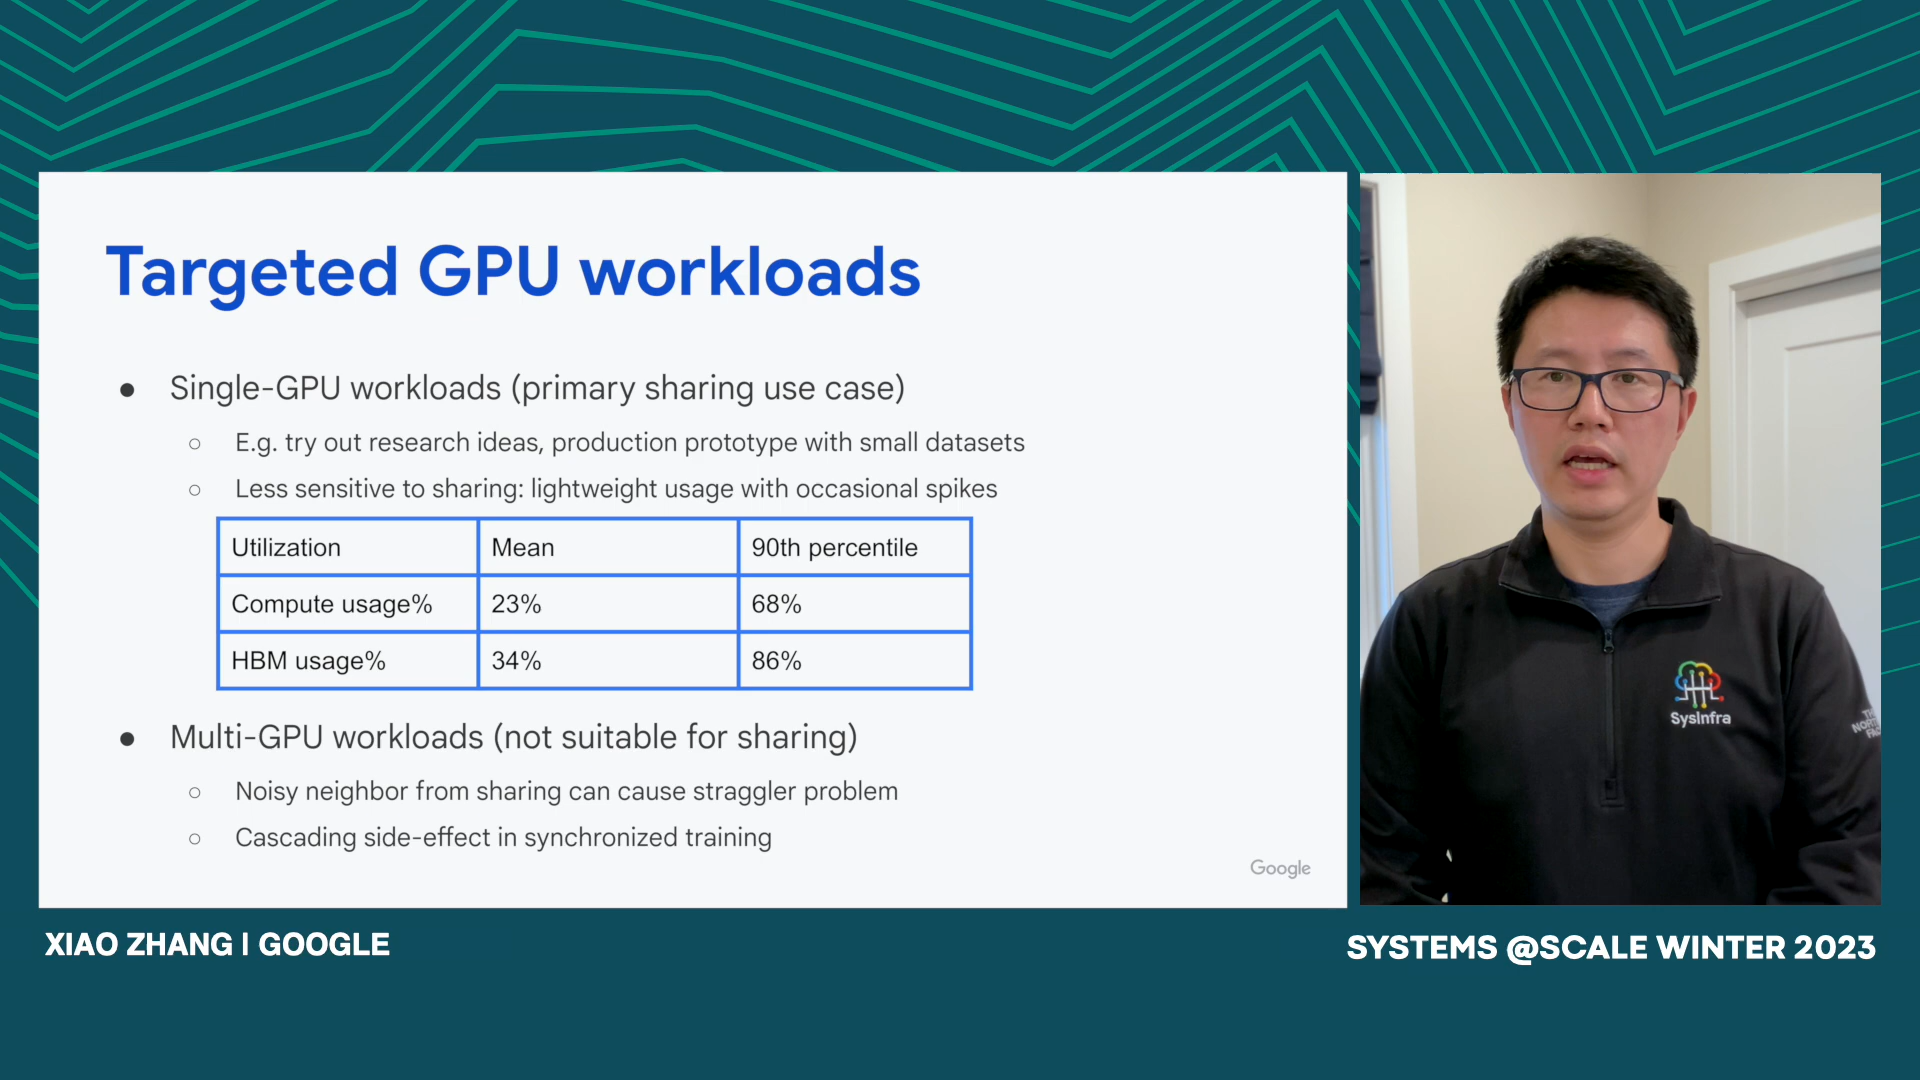 Targeted GPU workloads
● Single-GPU workloads (primary sharing use case)
○ E.g. try out research ideas, production prototype with small datasets
○ Less sensitive to sharing: lightweight usage with occasional spikes
Utilization Mean 90th percentile
Compute usage% 23% 68%
HBM usage% 34% 86%
● Multi-GPU workloads (not suitable for sharing)
○ Noisy neighbor from sharing can cause straggler problem
○ Cascading side-effect in synchronized training
Google
SysInfra
XIAO ZHANG | GOOGLE
SYSTEMS @SCALE WINTER 2023